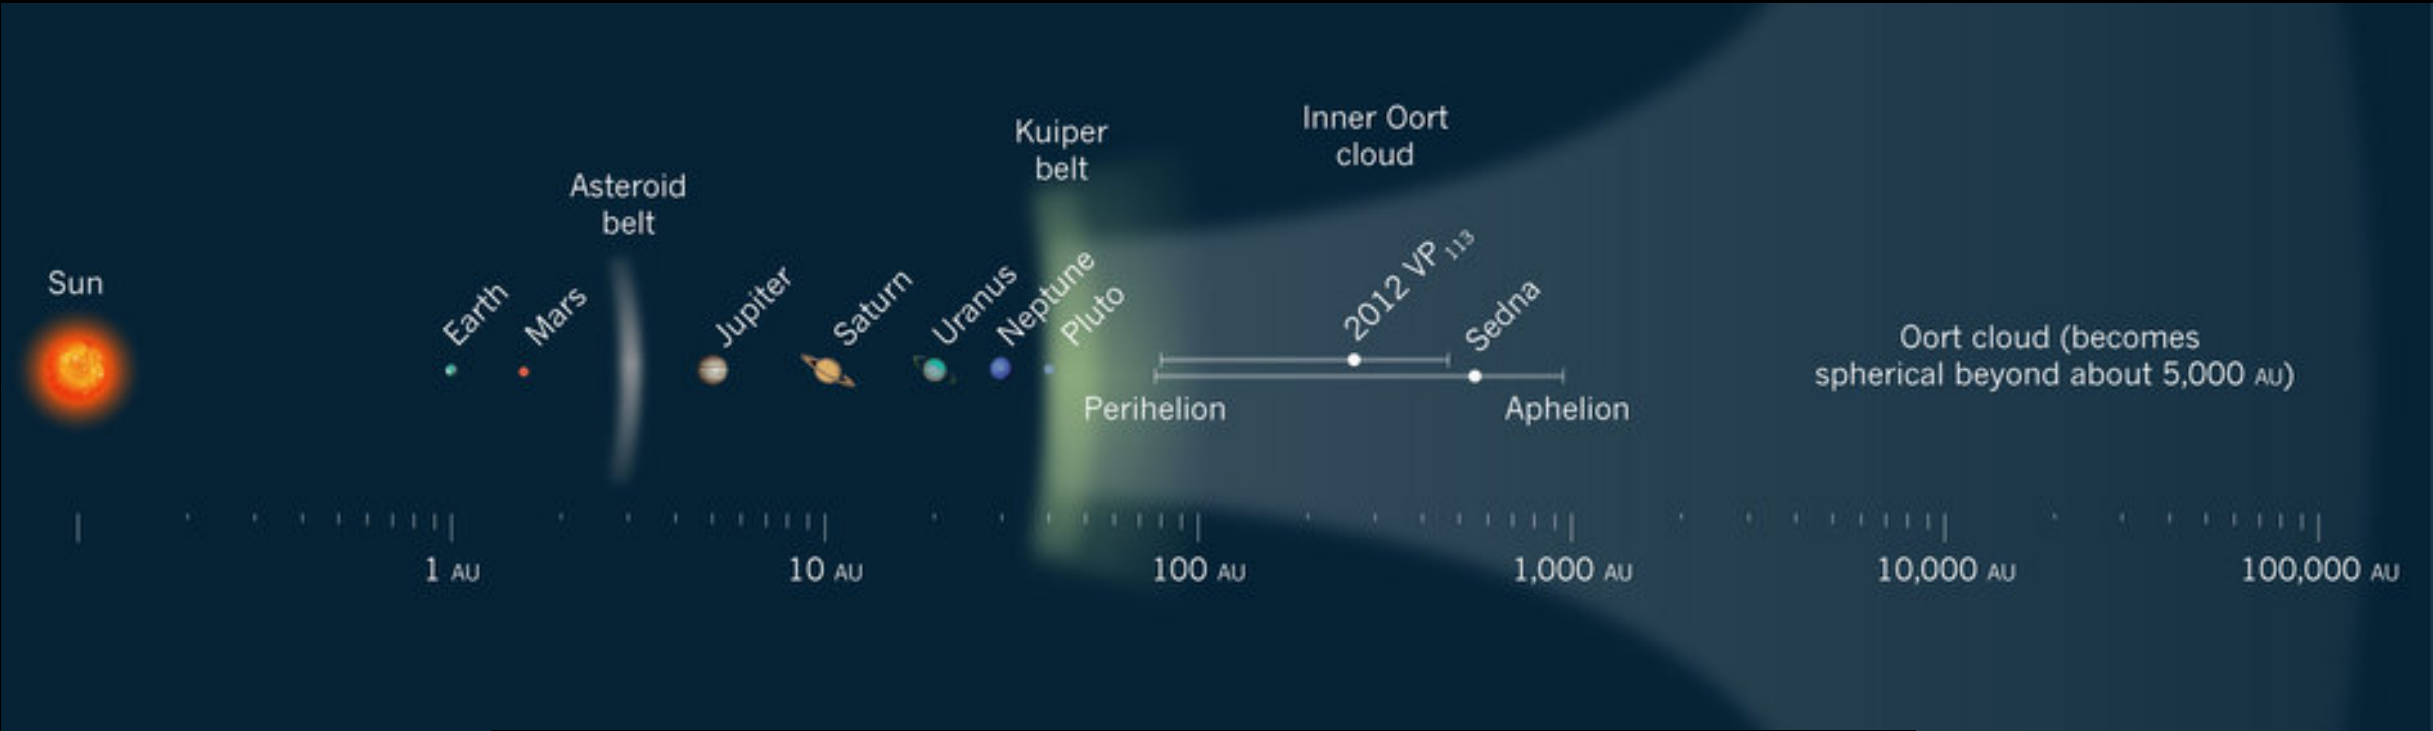 Sun
Asteroid
belt
Kuiper
belt
Inner Oort
cloud
Earth
Mars
Jupiter
Saturn
Uranus
Neptune
Pluto
2012 VP113
Sedna
Perihelion
Aphelion
Oort cloud (becomes
spherical beyond about 5,000 AU)
1 AU
10 AU
100 AU
1,000 AU
10,000 AU
100,000 AU